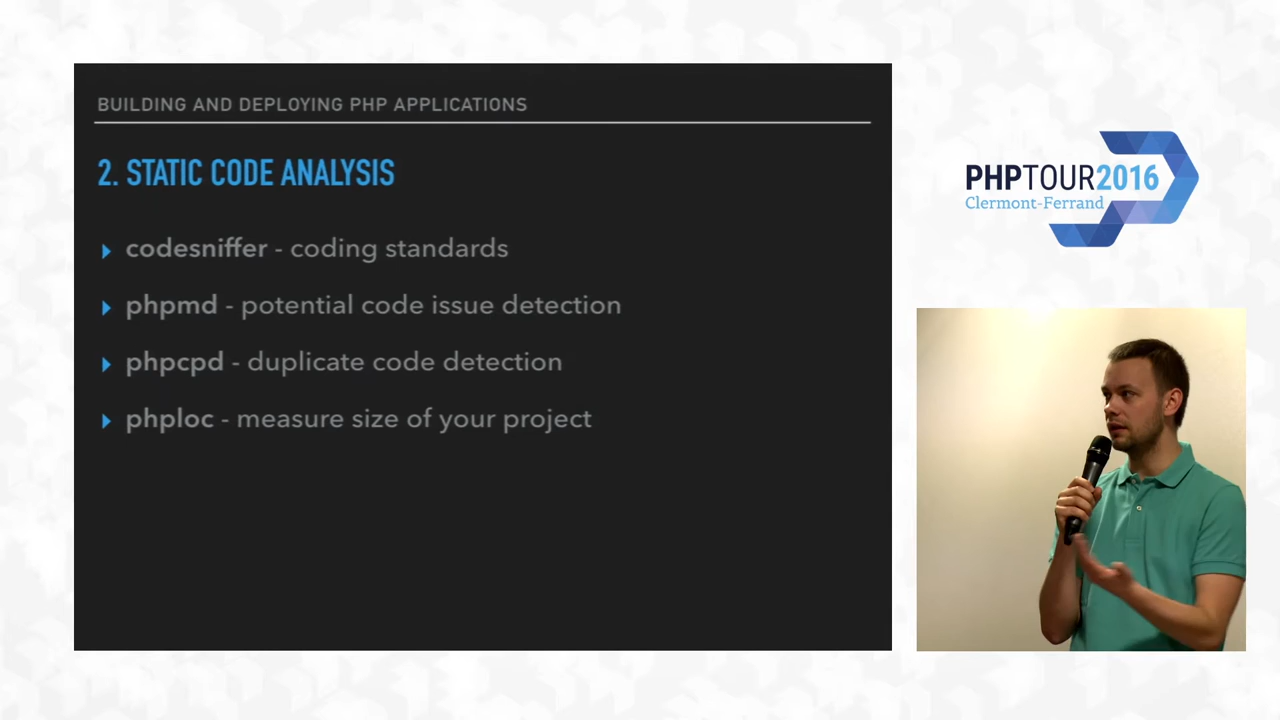 BUILDING AND DEPLOYING PHP APPLICATIONS
2. STATIC CODE ANALYSIS
codesniffer - coding standards
phpmd - potential code issue detection
phpcpd - duplicate code detection
phploc - measure size of your project
PHPTOUR2016
Clermont-Ferrand